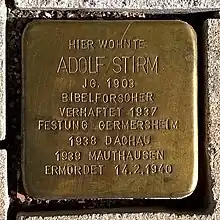 HIER WOHNTE
ADOLF STIRM
JG. 1903
BIBELFORSCHER
VERHAFTET 1937
FESTUNG GERMERSHEIM
1938 DACHAU
1939 MAUTHAUSEN
ERMORDET 14.2.1940